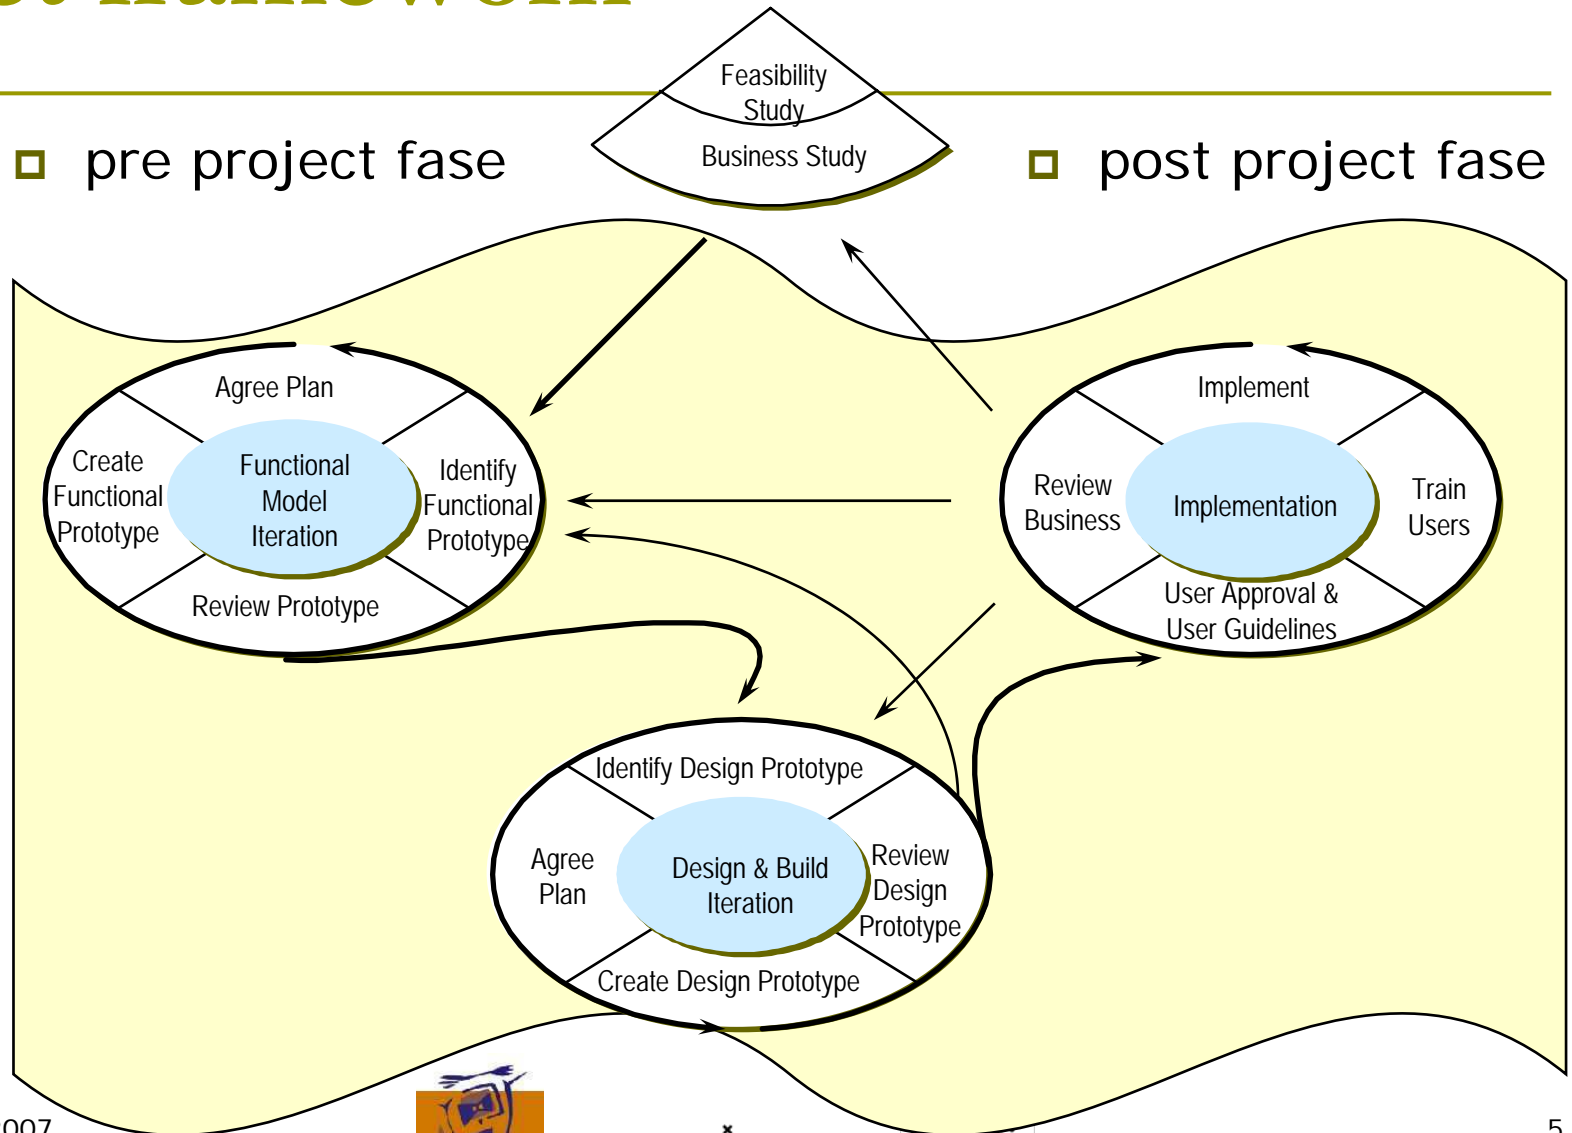 framework
Feasibility
Study
Business Study
pre project fase
post project fase
Agree Plan
Create
Functional
Prototype
Functional
Model
Iteration
Identify
Functional
Prototype
Review Prototype
Implement
Review
Business
Implementation
Train
Users
User Approval &
User Guidelines
Identify Design Prototype
Agree
Plan
Design & Build
Iteration
Review
Design
Prototype
Create Design Prototype
5